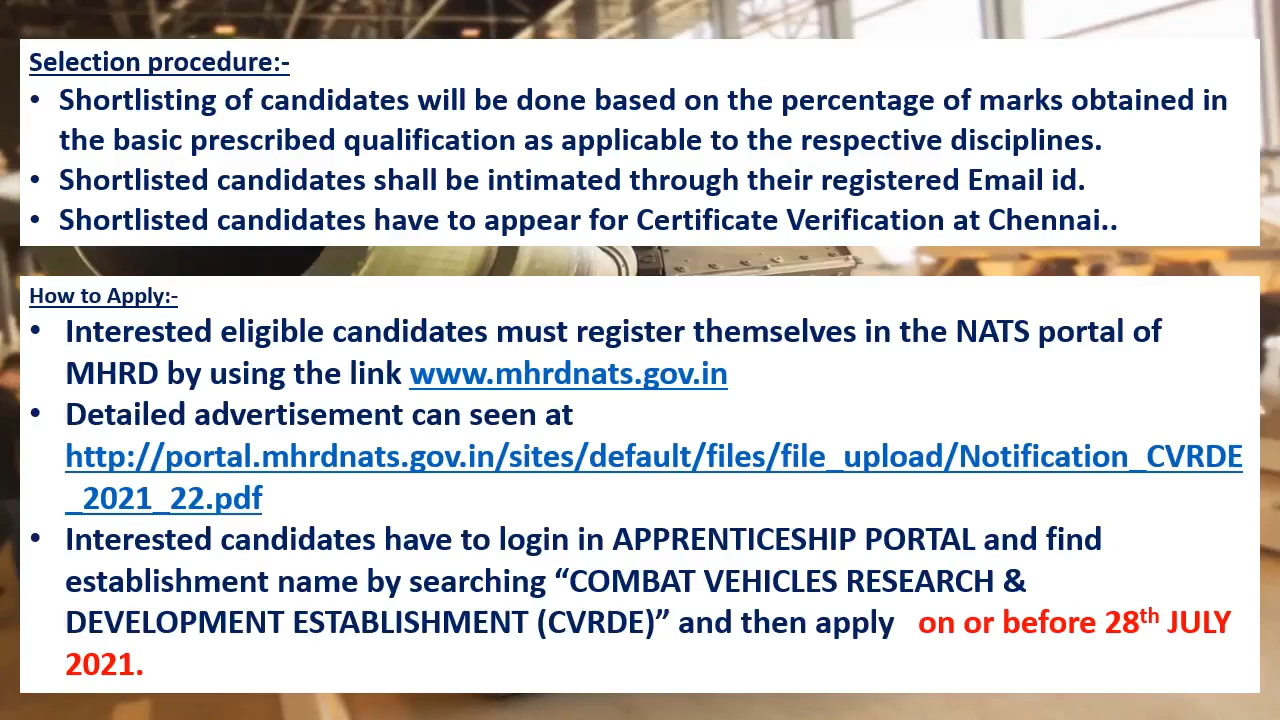 Selection procedure:-
• Shortlisting of candidates will be done based on the percentage of marks obtained in
the basic prescribed qualification as applicable to the respective disciplines.
• Shortlisted candidates shall be intimated through their registered Email id.
• Shortlisted candidates have to appear for Certificate Verification at Chennai..
How to Apply:-
• Interested eligible candidates must register themselves in the NATS portal of
MHRD by using the link www.mhrdnats.gov.in
• Detailed advertisement can seen at
http://portal.mhrdnats.gov.in/sites/default/files/file_upload/Notification_CVRDE
_2021_22.pdf
• Interested candidates have to login in APPRENTICESHIP PORTAL and find
establishment name by searching “COMBAT VEHICLES RESEARCH &
DEVELOPMENT ESTABLISHMENT (CVRDE)” and then apply on or before 28th JULY
2021.